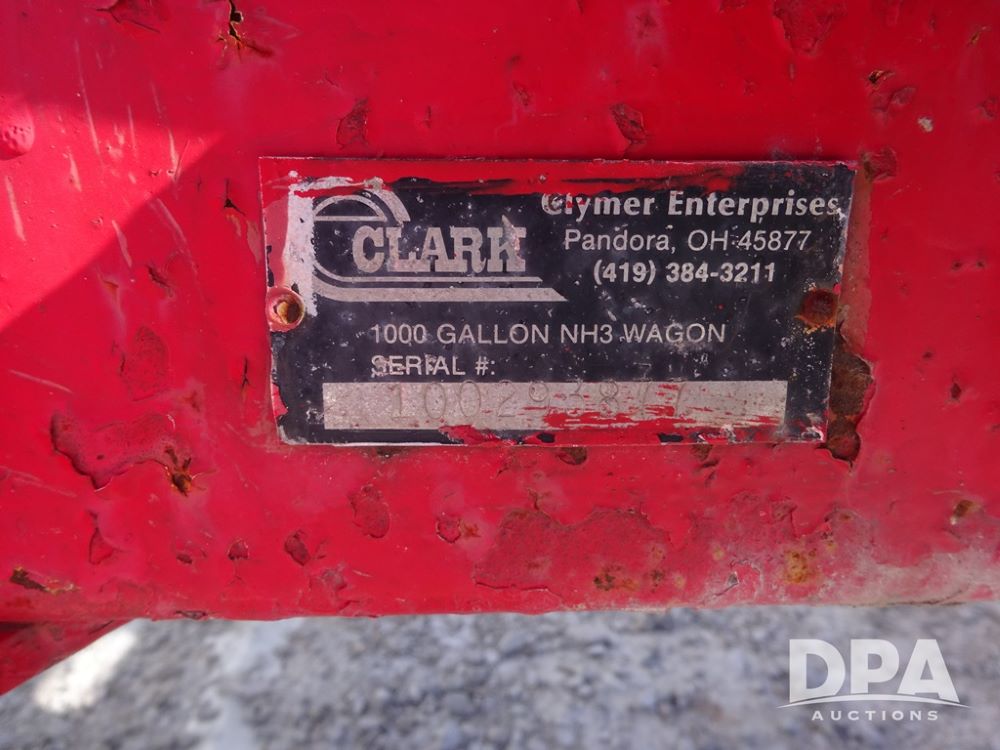 CLARK
Clymer Enterprises
Pandora, OH 45877
(419) 384-3211
1000 GALLON NH3 WAGON
SERIAL #:
DPA
AUCTIONS